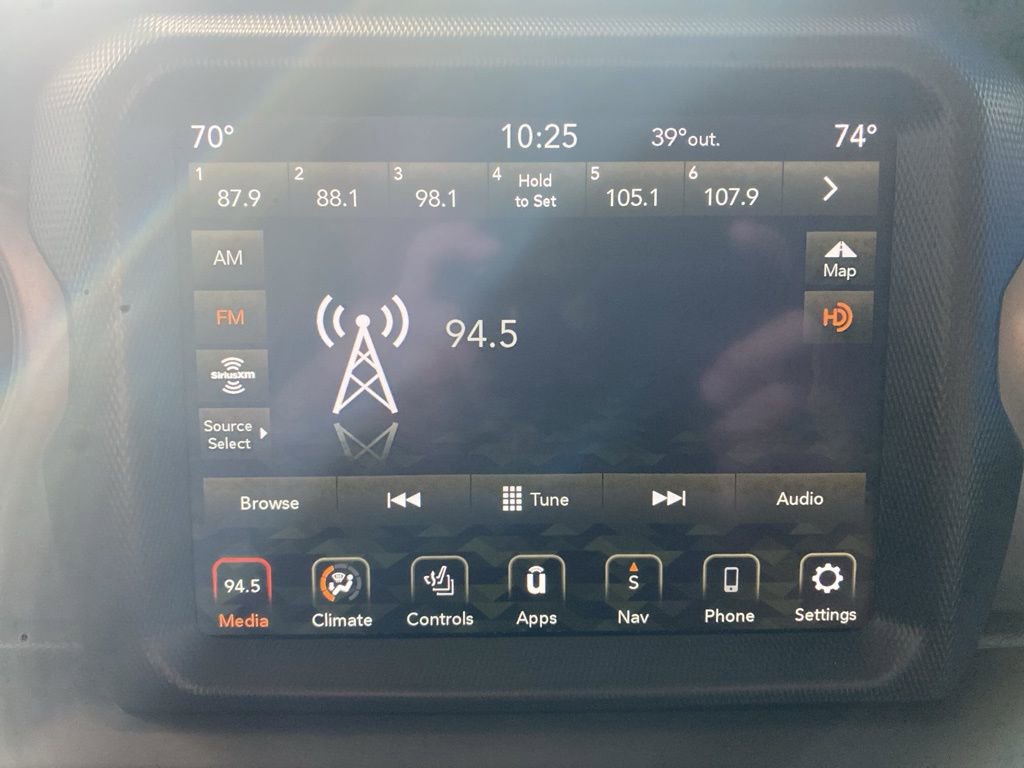 70° 10:25 39°out. 74°
1 87.9 2 88.1 3 98.1 4 Hold to Set 5 105.1 6 107.9
AM
Map
FM
94.5
HD
SiriusXM
Source
Select
Browse Tune Audio
94.5 ū S
Media Climate Controls Apps Nav Phone Settings